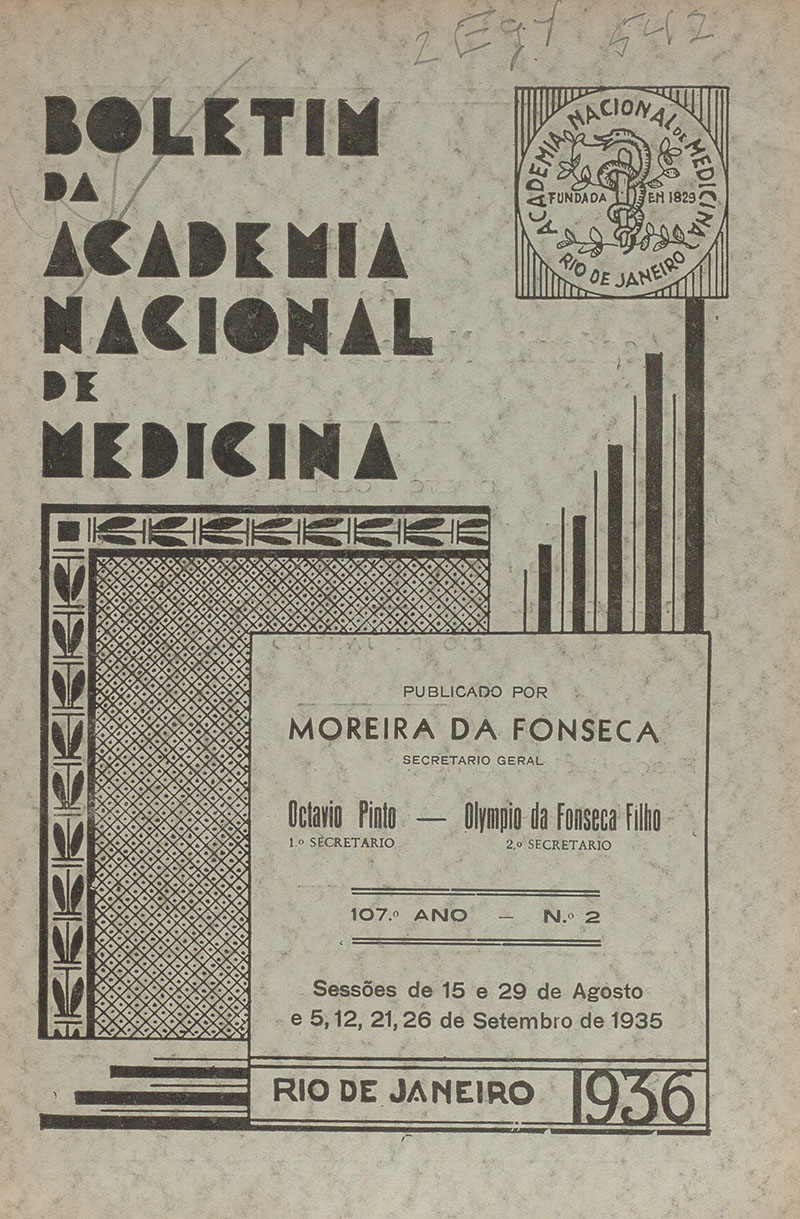 BOLETIM
DA
ACADEMIA
NACIONAL
DE
MEDICINA
ACADEMIA NACIONAL DE MEDICINA
FUNDADA EM 1829
RIO DE JANEIRO
PUBLICADO POR
MOREIRA DA FONSECA
SECRETARIO GERAL
Octavio Pinto — Olympio da Fonseca Filho
1.º SECRETARIO 2.º SECRETARIO
107.º ANO — N.º 2
Sessões de 15 e 29 de Agosto
e 5, 12, 21, 26 de Setembro de 1935
RIO DE JANEIRO 1936